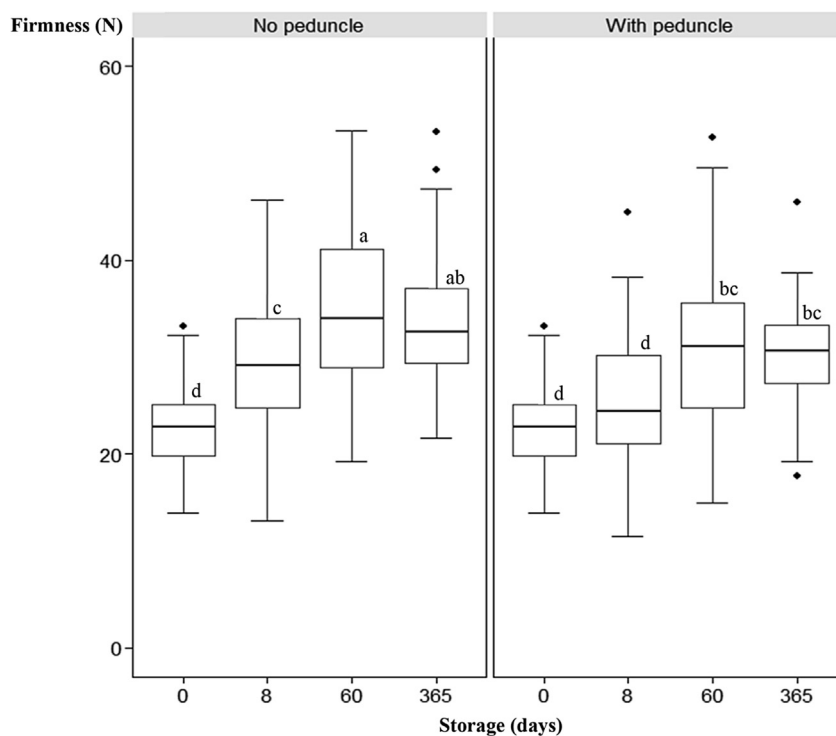 Firmness (N)
No peduncle
With peduncle
60
40
20
0
d
c
a
ab
d
d
bc
bc
0 8 60 365
0 8 60 365
Storage (days)